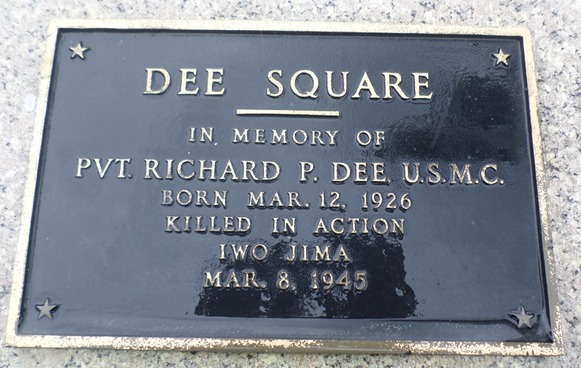 DEE SQUARE
IN MEMORY OF
PVT. RICHARD P. DEE, U.S.M.C.
BORN MAR. 12, 1926
KILLED IN ACTION
IWO JIMA
MAR. 8, 1945